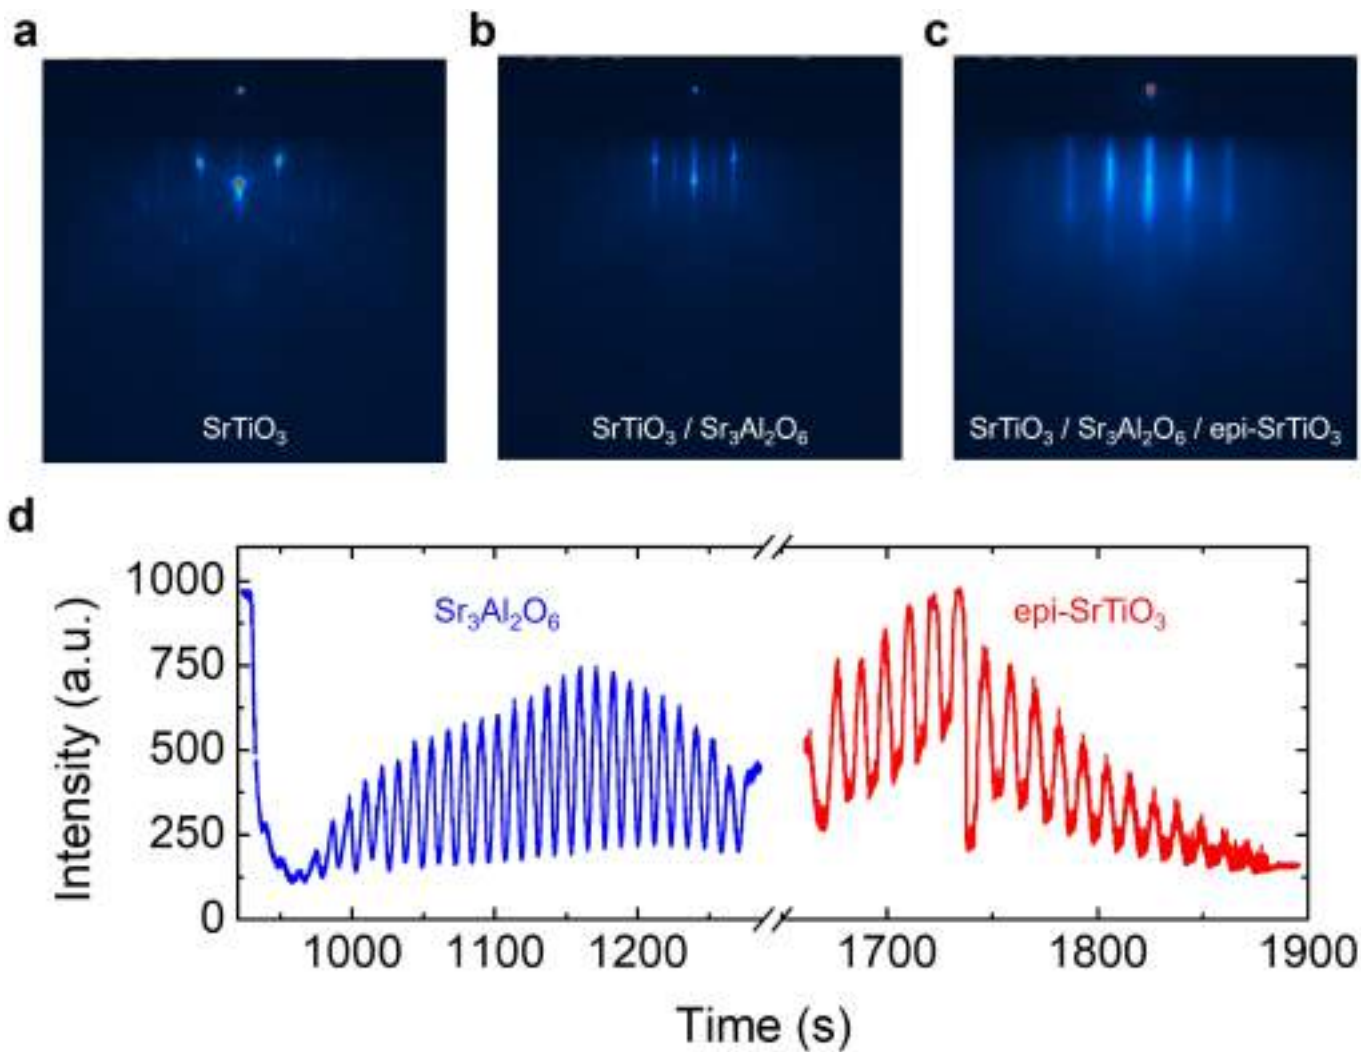 a
b
c
SrTiO₃
SrTiO₃ / Sr₃Al₂O₆
SrTiO₃ / Sr₃Al₂O₆ / epi-SrTiO₃
d
Intensity (a.u.)
1000
750
500
250
0
Sr₃Al₂O₆
epi-SrTiO₃
1000
1100
1200
1700
1800
1900
Time (s)